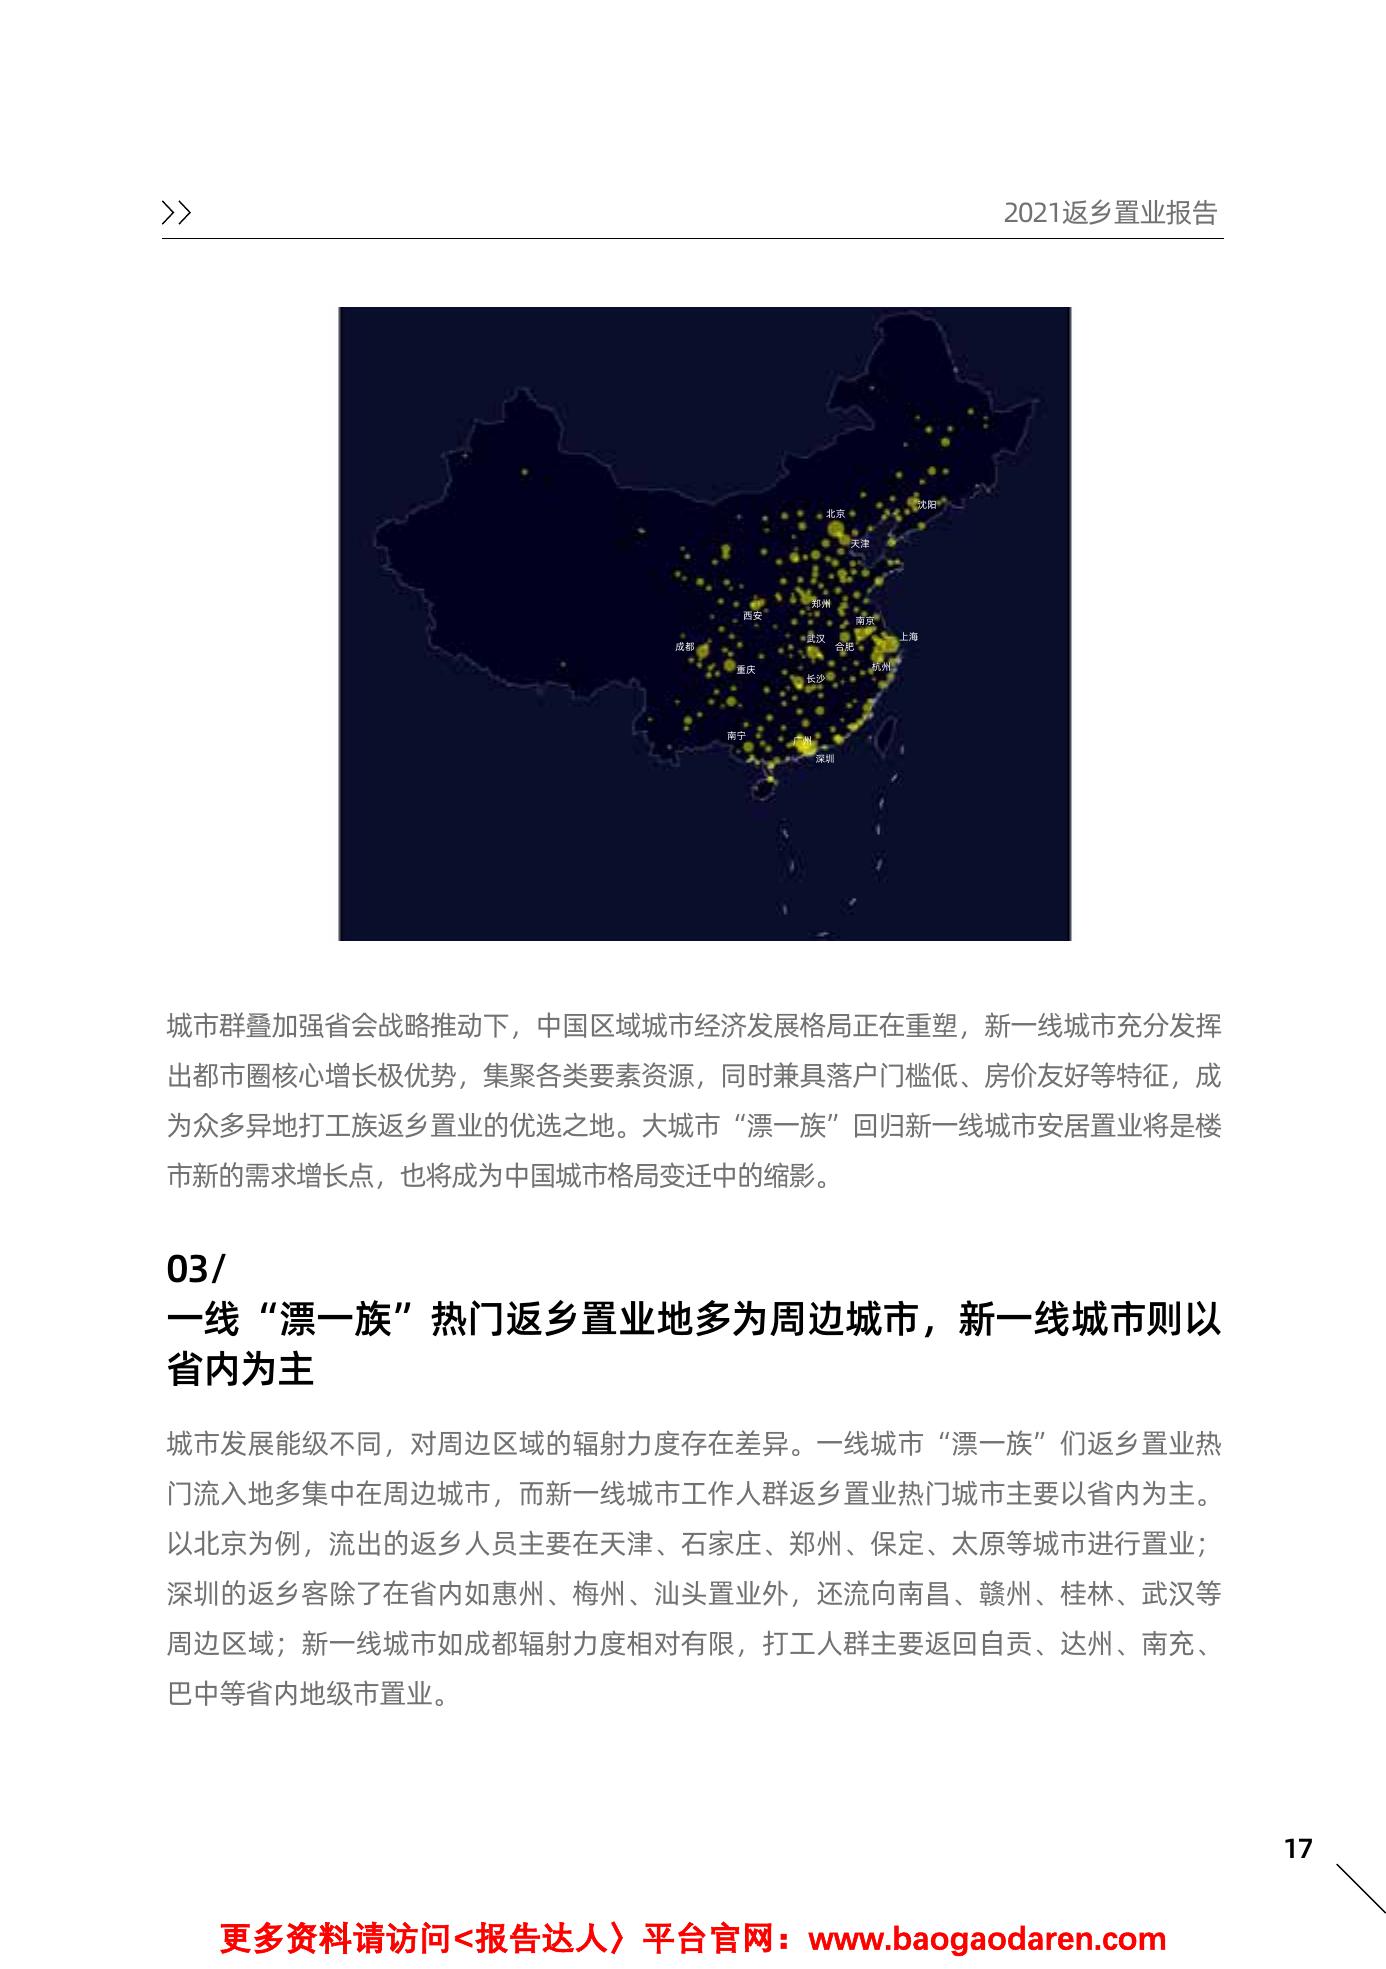 2021返乡置业报告
沈阳
北京
天津
郑州
西安
南京
武汉
上海
成都
合肥
杭州
重庆
长沙
南宁
广州
深圳
城市群叠加强省会战略推动下，中国区域城市经济发展格局正在重塑，新一线城市充分发挥
出都市圈核心增长极优势，集聚各类要素资源，同时兼具落户门槛低、房价友好等特征，成
为众多异地打工族返乡置业的优选之地。大城市“漂一族”回归新一线城市安居置业将是楼
市新的需求增长点，也将成为中国城市格局变迁中的缩影。
03/
一线“漂一族”热门返乡置业地多为周边城市，新一线城市则以
省内为主
城市发展能级不同，对周边区域的辐射力度存在差异。一线城市“漂一族”们返乡置业热
门流入地多集中在周边城市，而新一线城市工作人群返乡置业热门城市主要以省内为主。
以北京为例，流出的返乡人员主要在天津、石家庄、郑州、保定、太原等城市进行置业；
深圳的返乡客除了在省内如惠州、梅州、汕头置业外，还流向南昌、赣州、桂林、武汉等
周边区域；新一线城市如成都辐射力度相对有限，打工人群主要返回自贡、达州、南充、
巴中等省内地级市置业。
17
更多资料请访问<报告达人〉平台官网：www.baogaodaren.com